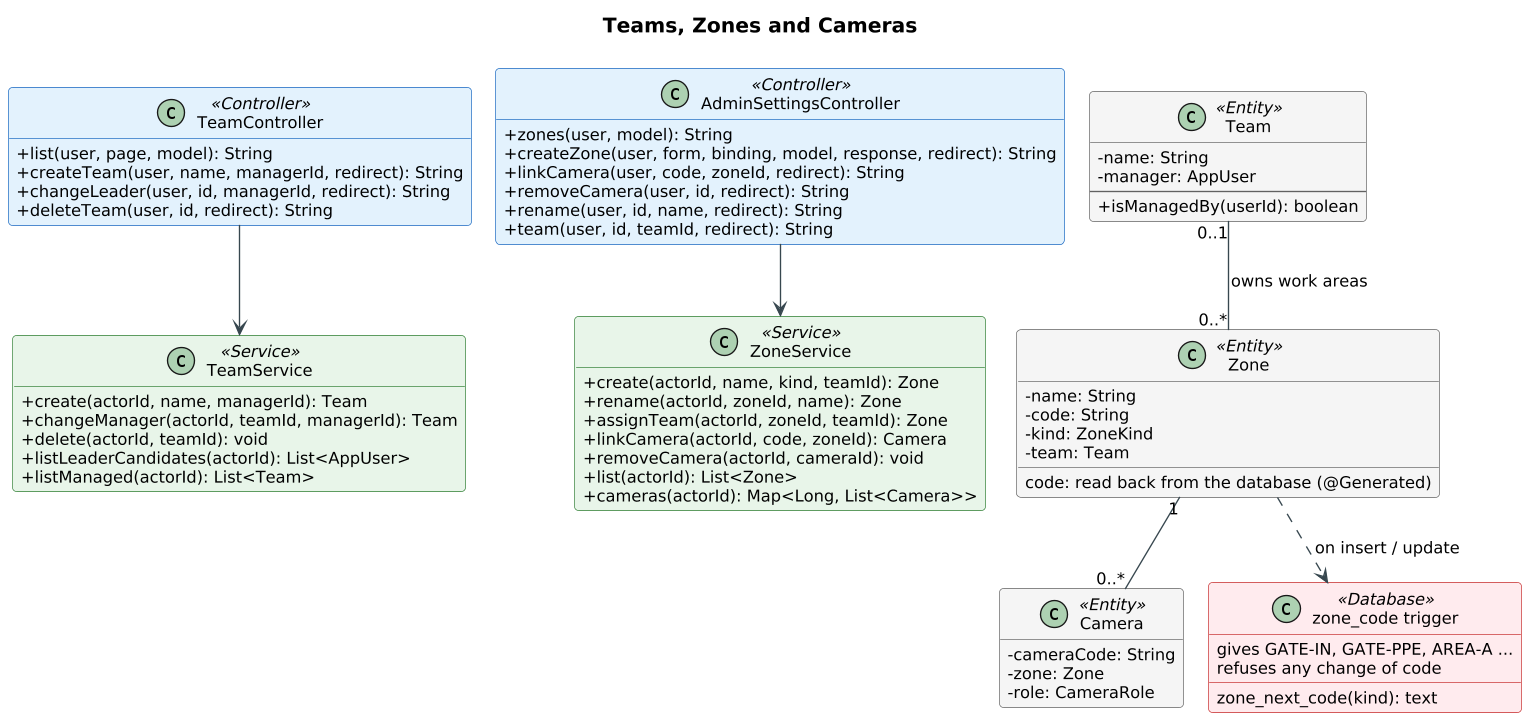 Teams, Zones and Cameras
C
«Controller»
TeamController
+list(user, page, model): String
+createTeam(user, name, managerId, redirect): String
+changeLeader(user, id, managerId, redirect): String
+deleteTeam(user, id, redirect): String
C
«Controller»
AdminSettingsController
+zones(user, model): String
+createZone(user, form, binding, model, response, redirect): String
+linkCamera(user, code, zoneId, redirect): String
+removeCamera(user, id, redirect): String
+rename(user, id, name, redirect): String
+team(user, id, teamId, redirect): String
C
«Entity»
Team
-name: String
-manager: AppUser
+isManagedBy(userId): boolean
0..1
owns work areas
0..*
C
«Service»
TeamService
+create(actorId, name, managerId): Team
+changeManager(actorId, teamId, managerId): Team
+delete(actorId, teamId): void
+listLeaderCandidates(actorId): List<AppUser>
+listManaged(actorId): List<Team>
C
«Service»
ZoneService
+create(actorId, name, kind, teamId): Zone
+rename(actorId, zoneId, name): Zone
+assignTeam(actorId, zoneId, teamId): Zone
+linkCamera(actorId, code, zoneId): Camera
+removeCamera(actorId, cameraId): void
+list(actorId): List<Zone>
+cameras(actorId): Map<Long, List<Camera>>
C
«Entity»
Zone
-name: String
-code: String
-kind: ZoneKind
-team: Team
code: read back from the database (@Generated)
1
on insert / update
0..*
C
«Entity»
Camera
-cameraCode: String
-zone: Zone
-role: CameraRole
C
«Database»
zone_code trigger
gives GATE-IN, GATE-PPE, AREA-A ...
refuses any change of code
zone_next_code(kind): text